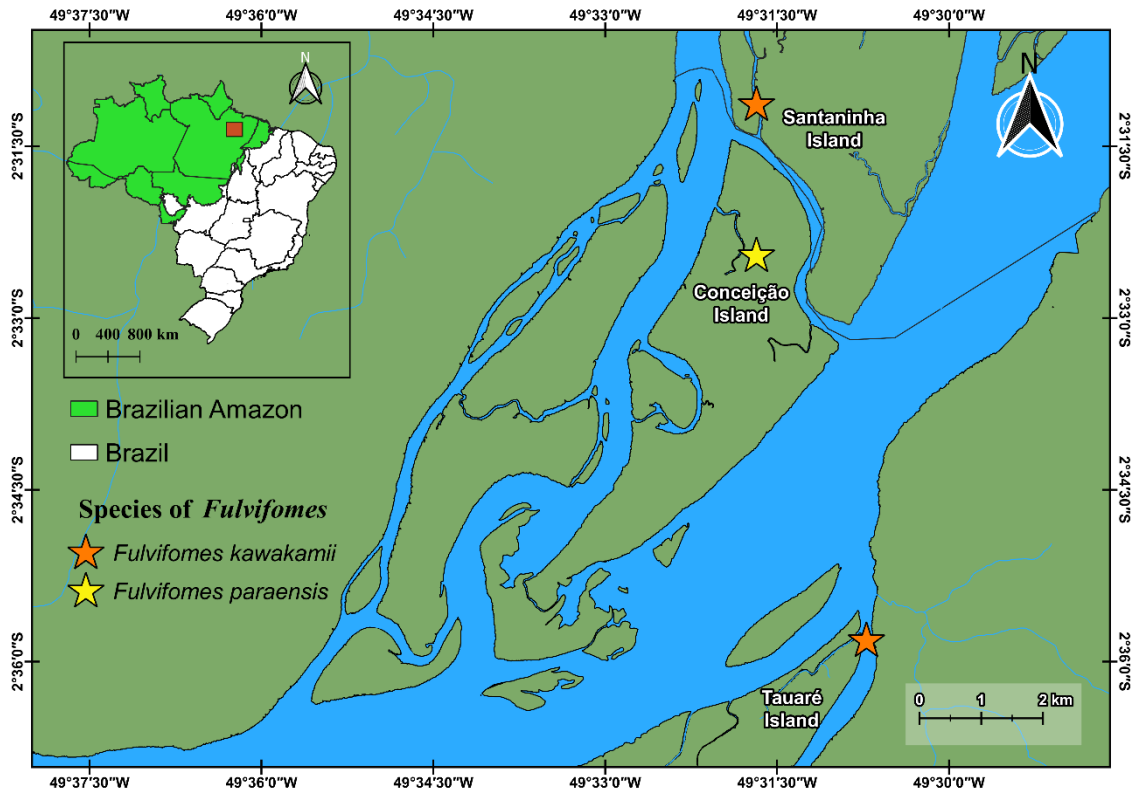 49°37'30"O 49°36'0"O 49°34'30"O 49°33'0"O 49°31'30"O 49°30'0"O
N
N
2°31'30"S
2°31'30"S
Santaninha
Island
Conceição
Island
0 400 800 km
2°33'0"S
2°33'0"S
Brazilian Amazon
Brazil
2°34'30"S
2°34'30"S
Species of Fulvifomes
Fulvifomes kawakamii
Fulvifomes paraensis
2°36'0"S
2°36'0"S
Tauaré
Island
0 1 2 km
49°37'30"O 49°36'0"O 49°34'30"O 49°33'0"O 49°31'30"O 49°30'0"O